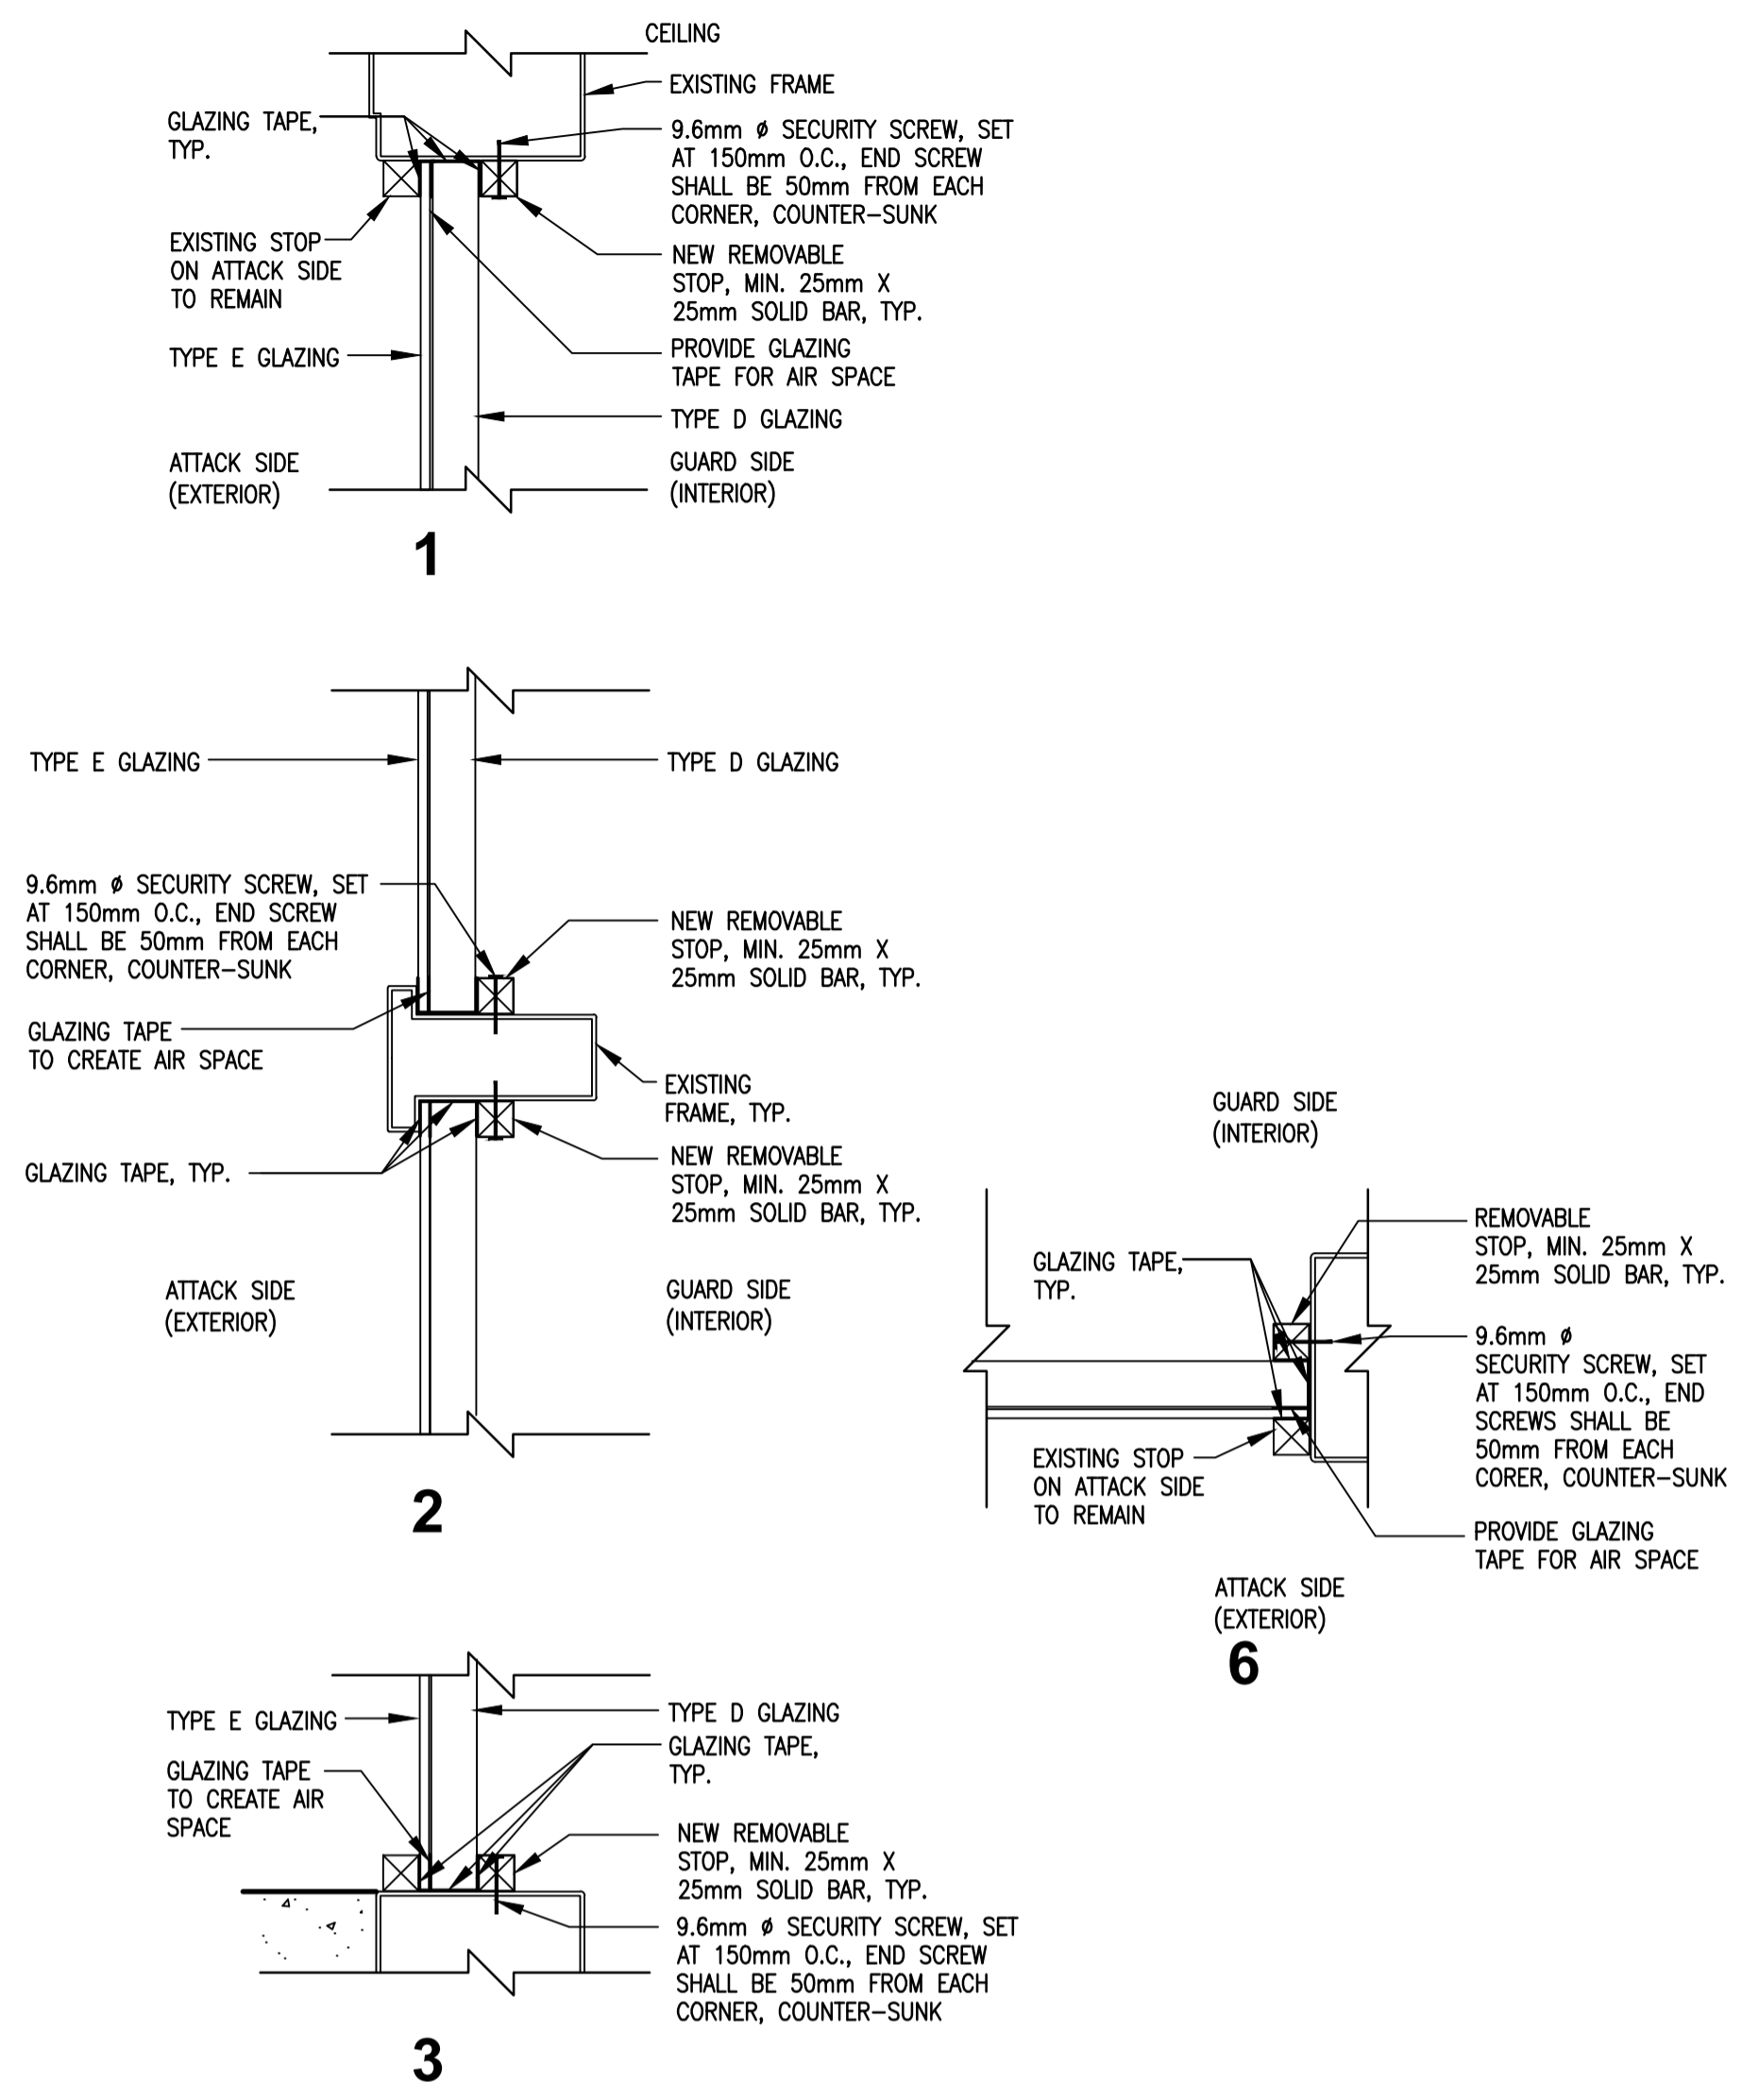 CEILING
EXISTING FRAME
GLAZING TAPE,
TYP.
9.6mm ø SECURITY SCREW, SET
AT 150mm O.C., END SCREW
SHALL BE 50mm FROM EACH
CORNER, COUNTER-SUNK
EXISTING STOP
ON ATTACK SIDE
TO REMAIN
NEW REMOVABLE
STOP, MIN. 25mm X
25mm SOLID BAR, TYP.
TYPE E GLAZING
PROVIDE GLAZING
TAPE FOR AIR SPACE
TYPE D GLAZING
ATTACK SIDE
(EXTERIOR)
GUARD SIDE
(INTERIOR)
1
TYPE E GLAZING
TYPE D GLAZING
9.6mm ø SECURITY SCREW, SET
AT 150mm O.C., END SCREW
SHALL BE 50mm FROM EACH
CORNER, COUNTER-SUNK
NEW REMOVABLE
STOP, MIN. 25mm X
25mm SOLID BAR, TYP.
GLAZING TAPE
TO CREATE AIR SPACE
EXISTING
FRAME, TYP.
GLAZING TAPE, TYP.
NEW REMOVABLE
STOP, MIN. 25mm X
25mm SOLID BAR, TYP.
ATTACK SIDE
(EXTERIOR)
GUARD SIDE
(INTERIOR)
2
GUARD SIDE
(INTERIOR)
GLAZING TAPE,
TYP.
REMOVABLE
STOP, MIN. 25mm X
25mm SOLID BAR, TYP.
9.6mm ø
SECURITY SCREW, SET
AT 150mm O.C., END
SCREWS SHALL BE
50mm FROM EACH
CORER, COUNTER-SUNK
EXISTING STOP
ON ATTACK SIDE
TO REMAIN
PROVIDE GLAZING
TAPE FOR AIR SPACE
ATTACK SIDE
(EXTERIOR)
6
TYPE E GLAZING
TYPE D GLAZING
GLAZING TAPE,
TYP.
GLAZING TAPE
TO CREATE AIR
SPACE
NEW REMOVABLE
STOP, MIN. 25mm X
25mm SOLID BAR, TYP.
9.6mm ø SECURITY SCREW, SET
AT 150mm O.C., END SCREW
SHALL BE 50mm FROM EACH
CORNER, COUNTER-SUNK
3